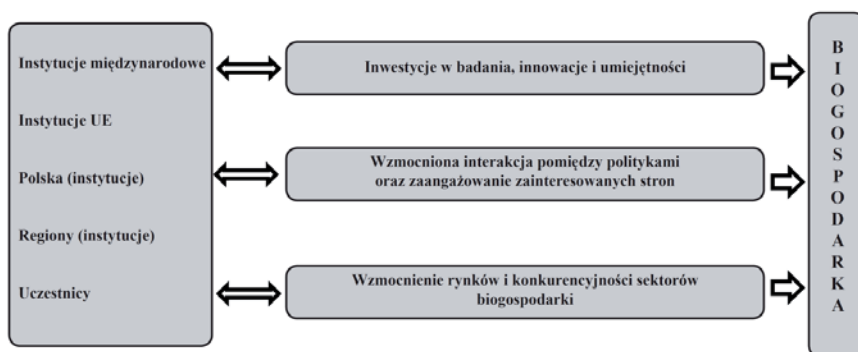 Instytucje międzynarodowe
Instytucje UE
Polska (instytucje)
Regiony (instytucje)
Uczestnicy
Inwestycje w badania, innowacje i umiejętności
Wzmocniona interakcja pomiędzy politykami
oraz zaangażowanie zainteresowanych stron
Wzmocnienie rynków i konkurencyjności sektorów
biogospodarki
B
I
O
G
O
S
P
O
D
A
R
K
A